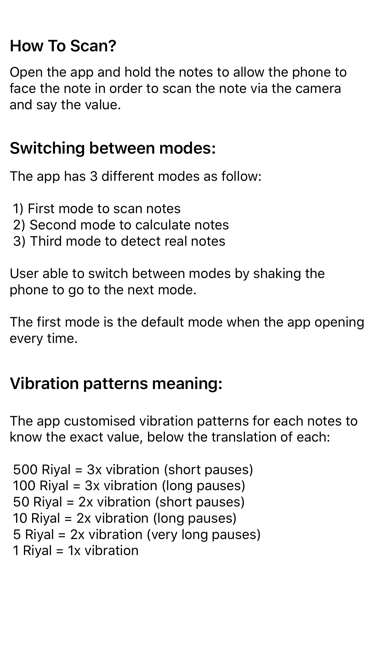 How To Scan?
Open the app and hold the notes to allow the phone to
face the note in order to scan the note via the camera
and say the value.
Switching between modes:
The app has 3 different modes as follow:
1) First mode to scan notes
2) Second mode to calculate notes
3) Third mode to detect real notes
User able to switch between modes by shaking the
phone to go to the next mode.
The first mode is the default mode when the app opening
every time.
Vibration patterns meaning:
The app customised vibration patterns for each notes to
know the exact value, below the translation of each:
500 Riyal = 3x vibration (short pauses)
100 Riyal = 3x vibration (long pauses)
50 Riyal = 2x vibration (short pauses)
10 Riyal = 2x vibration (long pauses)
5 Riyal = 2x vibration (very long pauses)
1 Riyal = 1x vibration